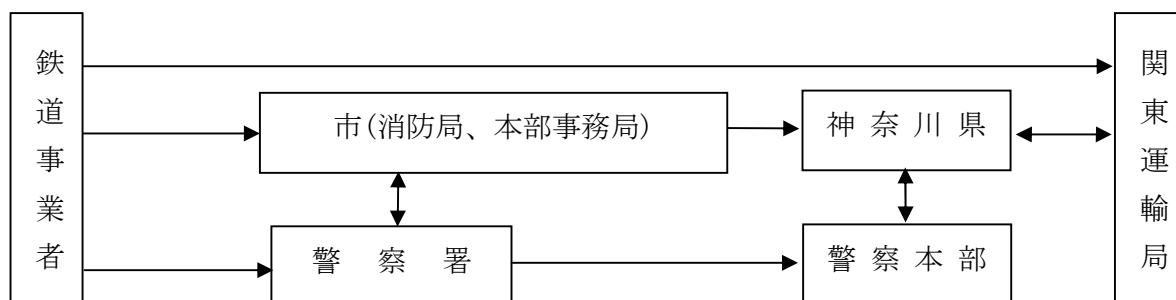 鉄道事業者
市(消防局、本部事務局)
神奈川県
関東運輸局
警察署
警察本部